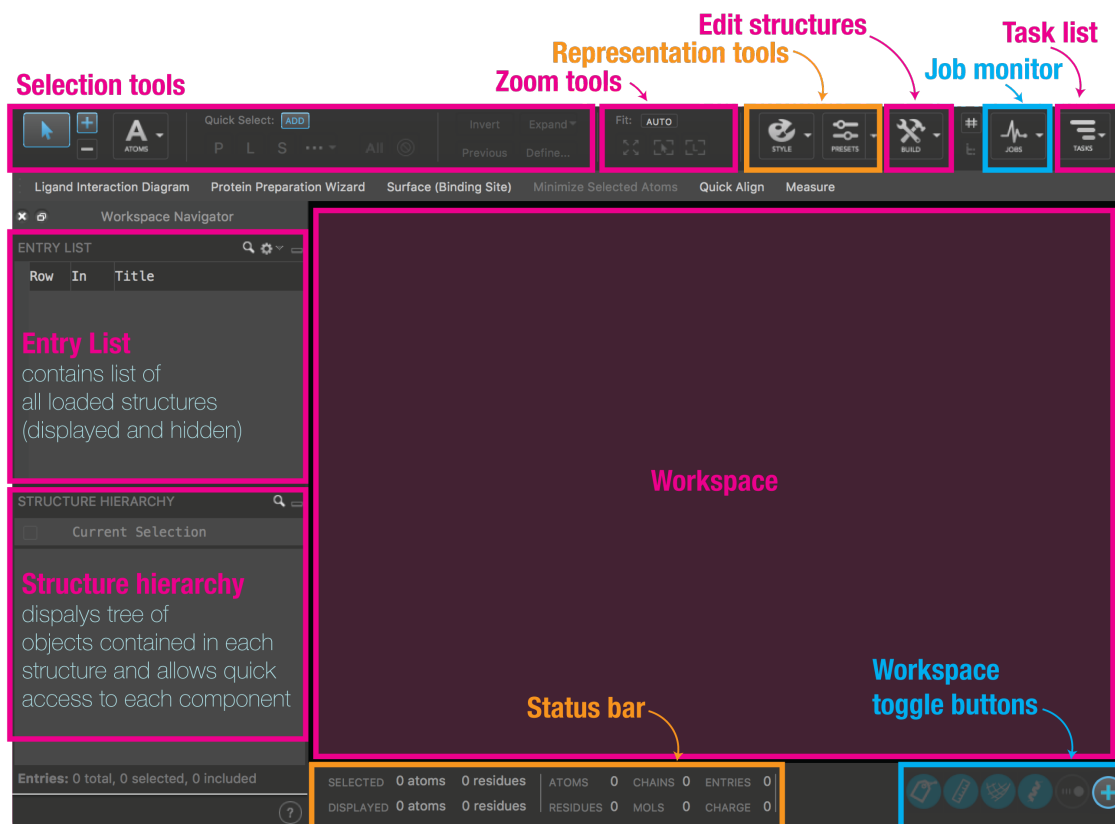 Edit structures
Task list
Representation tools
Job monitor
Selection tools
Zoom tools
A
ATOMS
Quick Select: ADD
P L S ••• All
Invert Expand
Previous Define...
Fit: AUTO
STYLE
PRESETS
BUILD
#
JOBS
TASKS
Ligand Interaction Diagram Protein Preparation Wizard Surface (Binding Site) Minimize Selected Atoms Quick Align Measure
Workspace Navigator
ENTRY LIST
Row In Title
Entry List
contains list of
all loaded structures
(displayed and hidden)
Workspace
STRUCTURE HIERARCHY
Current Selection
Structure hierarchy
dispalys tree of
objects contained in each
structure and allows quick
access to each component
Workspace
toggle buttons
Status bar
Entries: 0 total, 0 selected, 0 included
?
SELECTED 0 atoms 0 residues ATOMS 0 CHAINS 0 ENTRIES 0
DISPLAYED 0 atoms 0 residues RESIDUES 0 MOLS 0 CHARGE 0